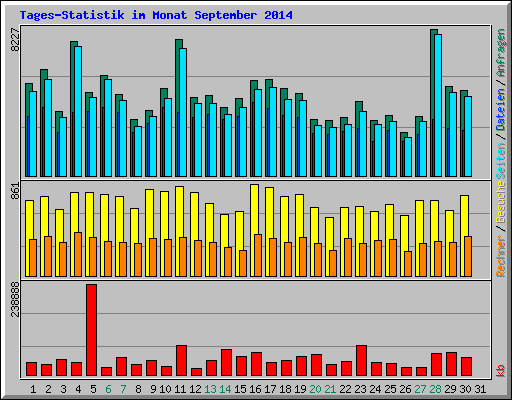 Tages-Statistik im Monat September 2014
8227
861
238888
Rechner / Besuche Seiten / Dateien / Anfragen
kb
1 2 3 4 5 6 7 8 9 10 11 12 13 14 15 16 17 18 19 20 21 22 23 24 25 26 27 28 29 30 31